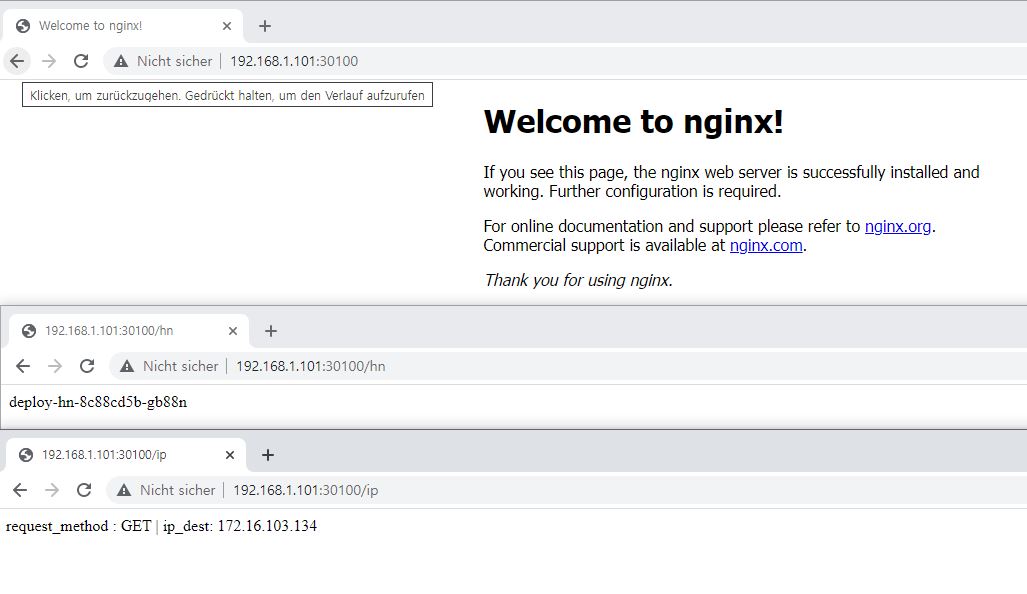 Welcome to nginx!
Nicht sicher | 192.168.1.101:30100
Klicken, um zurückzugehen. Gedrückt halten, um den Verlauf aufzurufen
Welcome to nginx!
If you see this page, the nginx web server is successfully installed and
working. Further configuration is required.
For online documentation and support please refer to nginx.org.
Commercial support is available at nginx.com.
Thank you for using nginx.
192.168.1.101:30100/hn
Nicht sicher | 192.168.1.101:30100/hn
deploy-hn-8c88cd5b-gb88n
192.168.1.101:30100/ip
Nicht sicher | 192.168.1.101:30100/ip
request_method : GET | ip_dest: 172.16.103.134